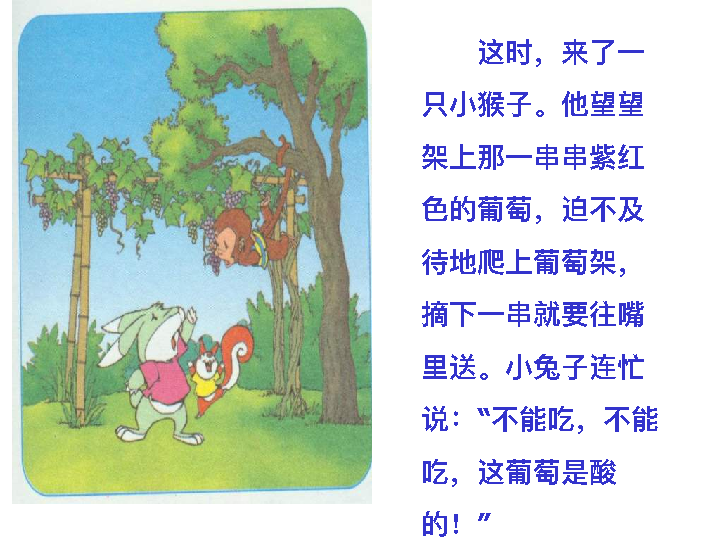 这时，来了一
只小猴子。他望望
架上那一串串紫红
色的葡萄，迫不及
待地爬上葡萄架，
摘下一串就要往嘴
里送。小兔子连忙
说：“不能吃，不能
吃，这葡萄是酸
的！”